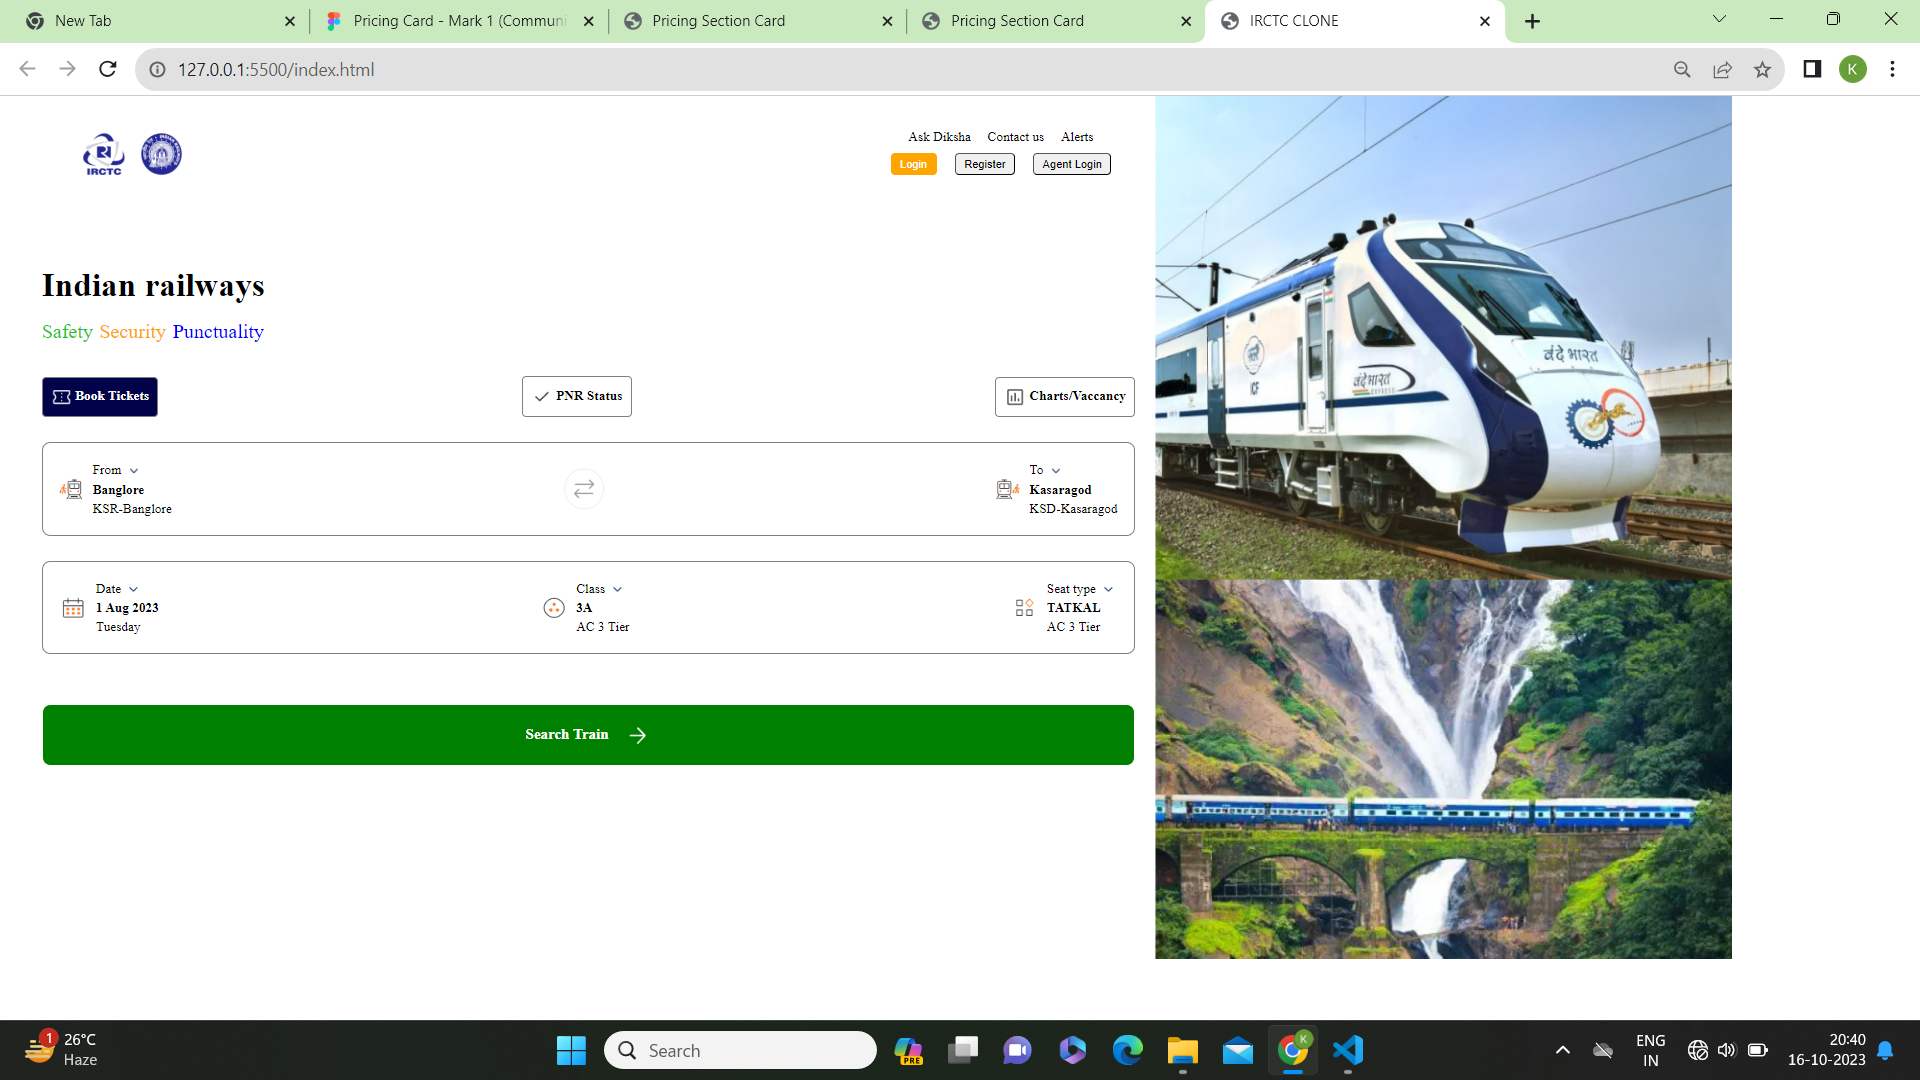 New Tab
Pricing Card - Mark 1 (Communi
Pricing Section Card
Pricing Section Card
IRCTC CLONE
127.0.0.1:5500/index.html
K
IRCTC
Ask Diksha Contact us Alerts
Login Register Agent Login
Indian railways
Safety Security Punctuality
Book Tickets
PNR Status
Charts/Vaccancy
From
Banglore
KSR-Banglore
To
Kasaragod
KSD-Kasaragod
Date
1 Aug 2023
Tuesday
Class
3A
AC 3 Tier
Seat type
TATKAL
AC 3 Tier
Search Train
वंदे भारत
ICF
वंदे भारत
1
26°C
Haze
Search
PRE
K
ENG
IN
20:40
16-10-2023